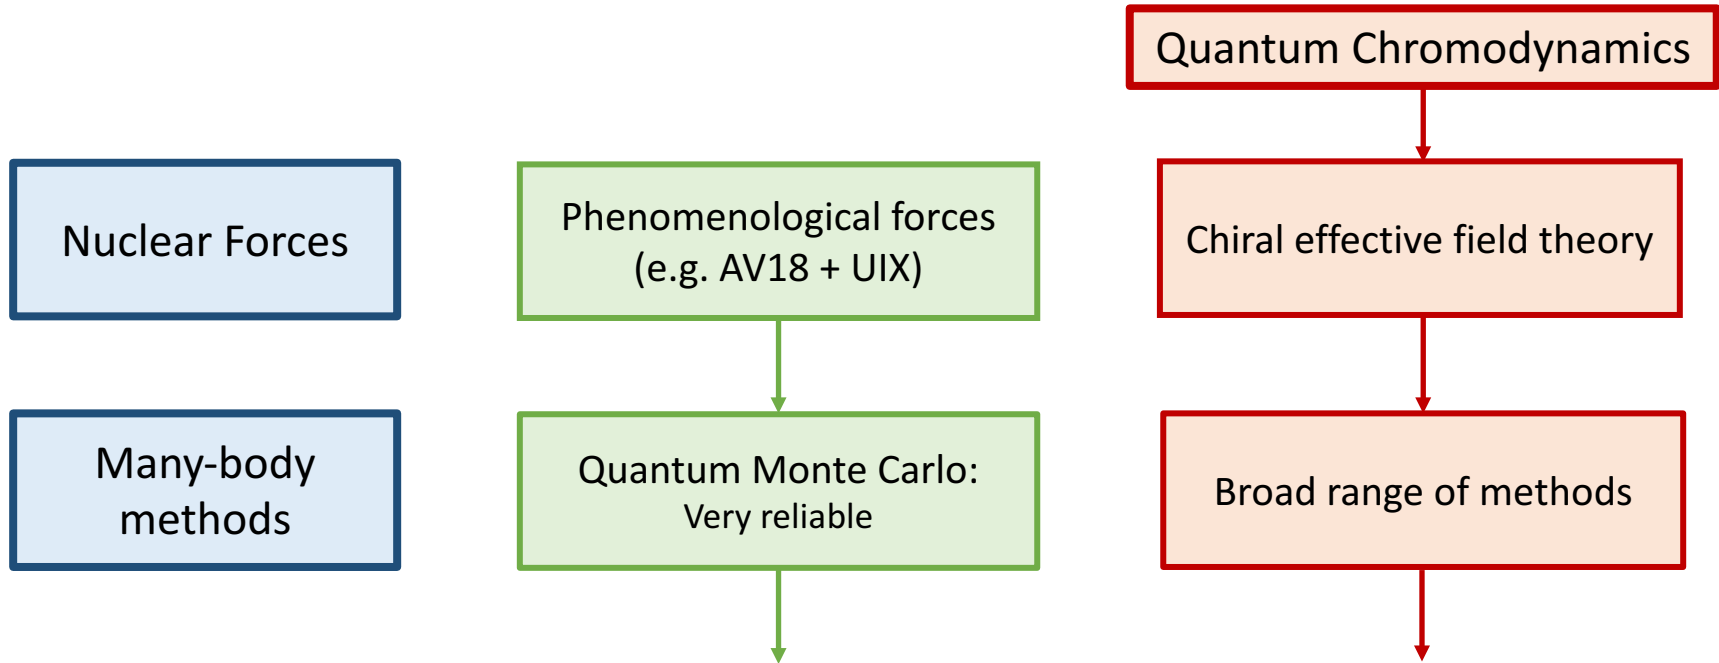 Quantum Chromodynamics
Nuclear Forces
Phenomenological forces
(e.g. AV18 + UIX)
Chiral effective field theory
Many-body
methods
Quantum Monte Carlo:
Very reliable
Broad range of methods